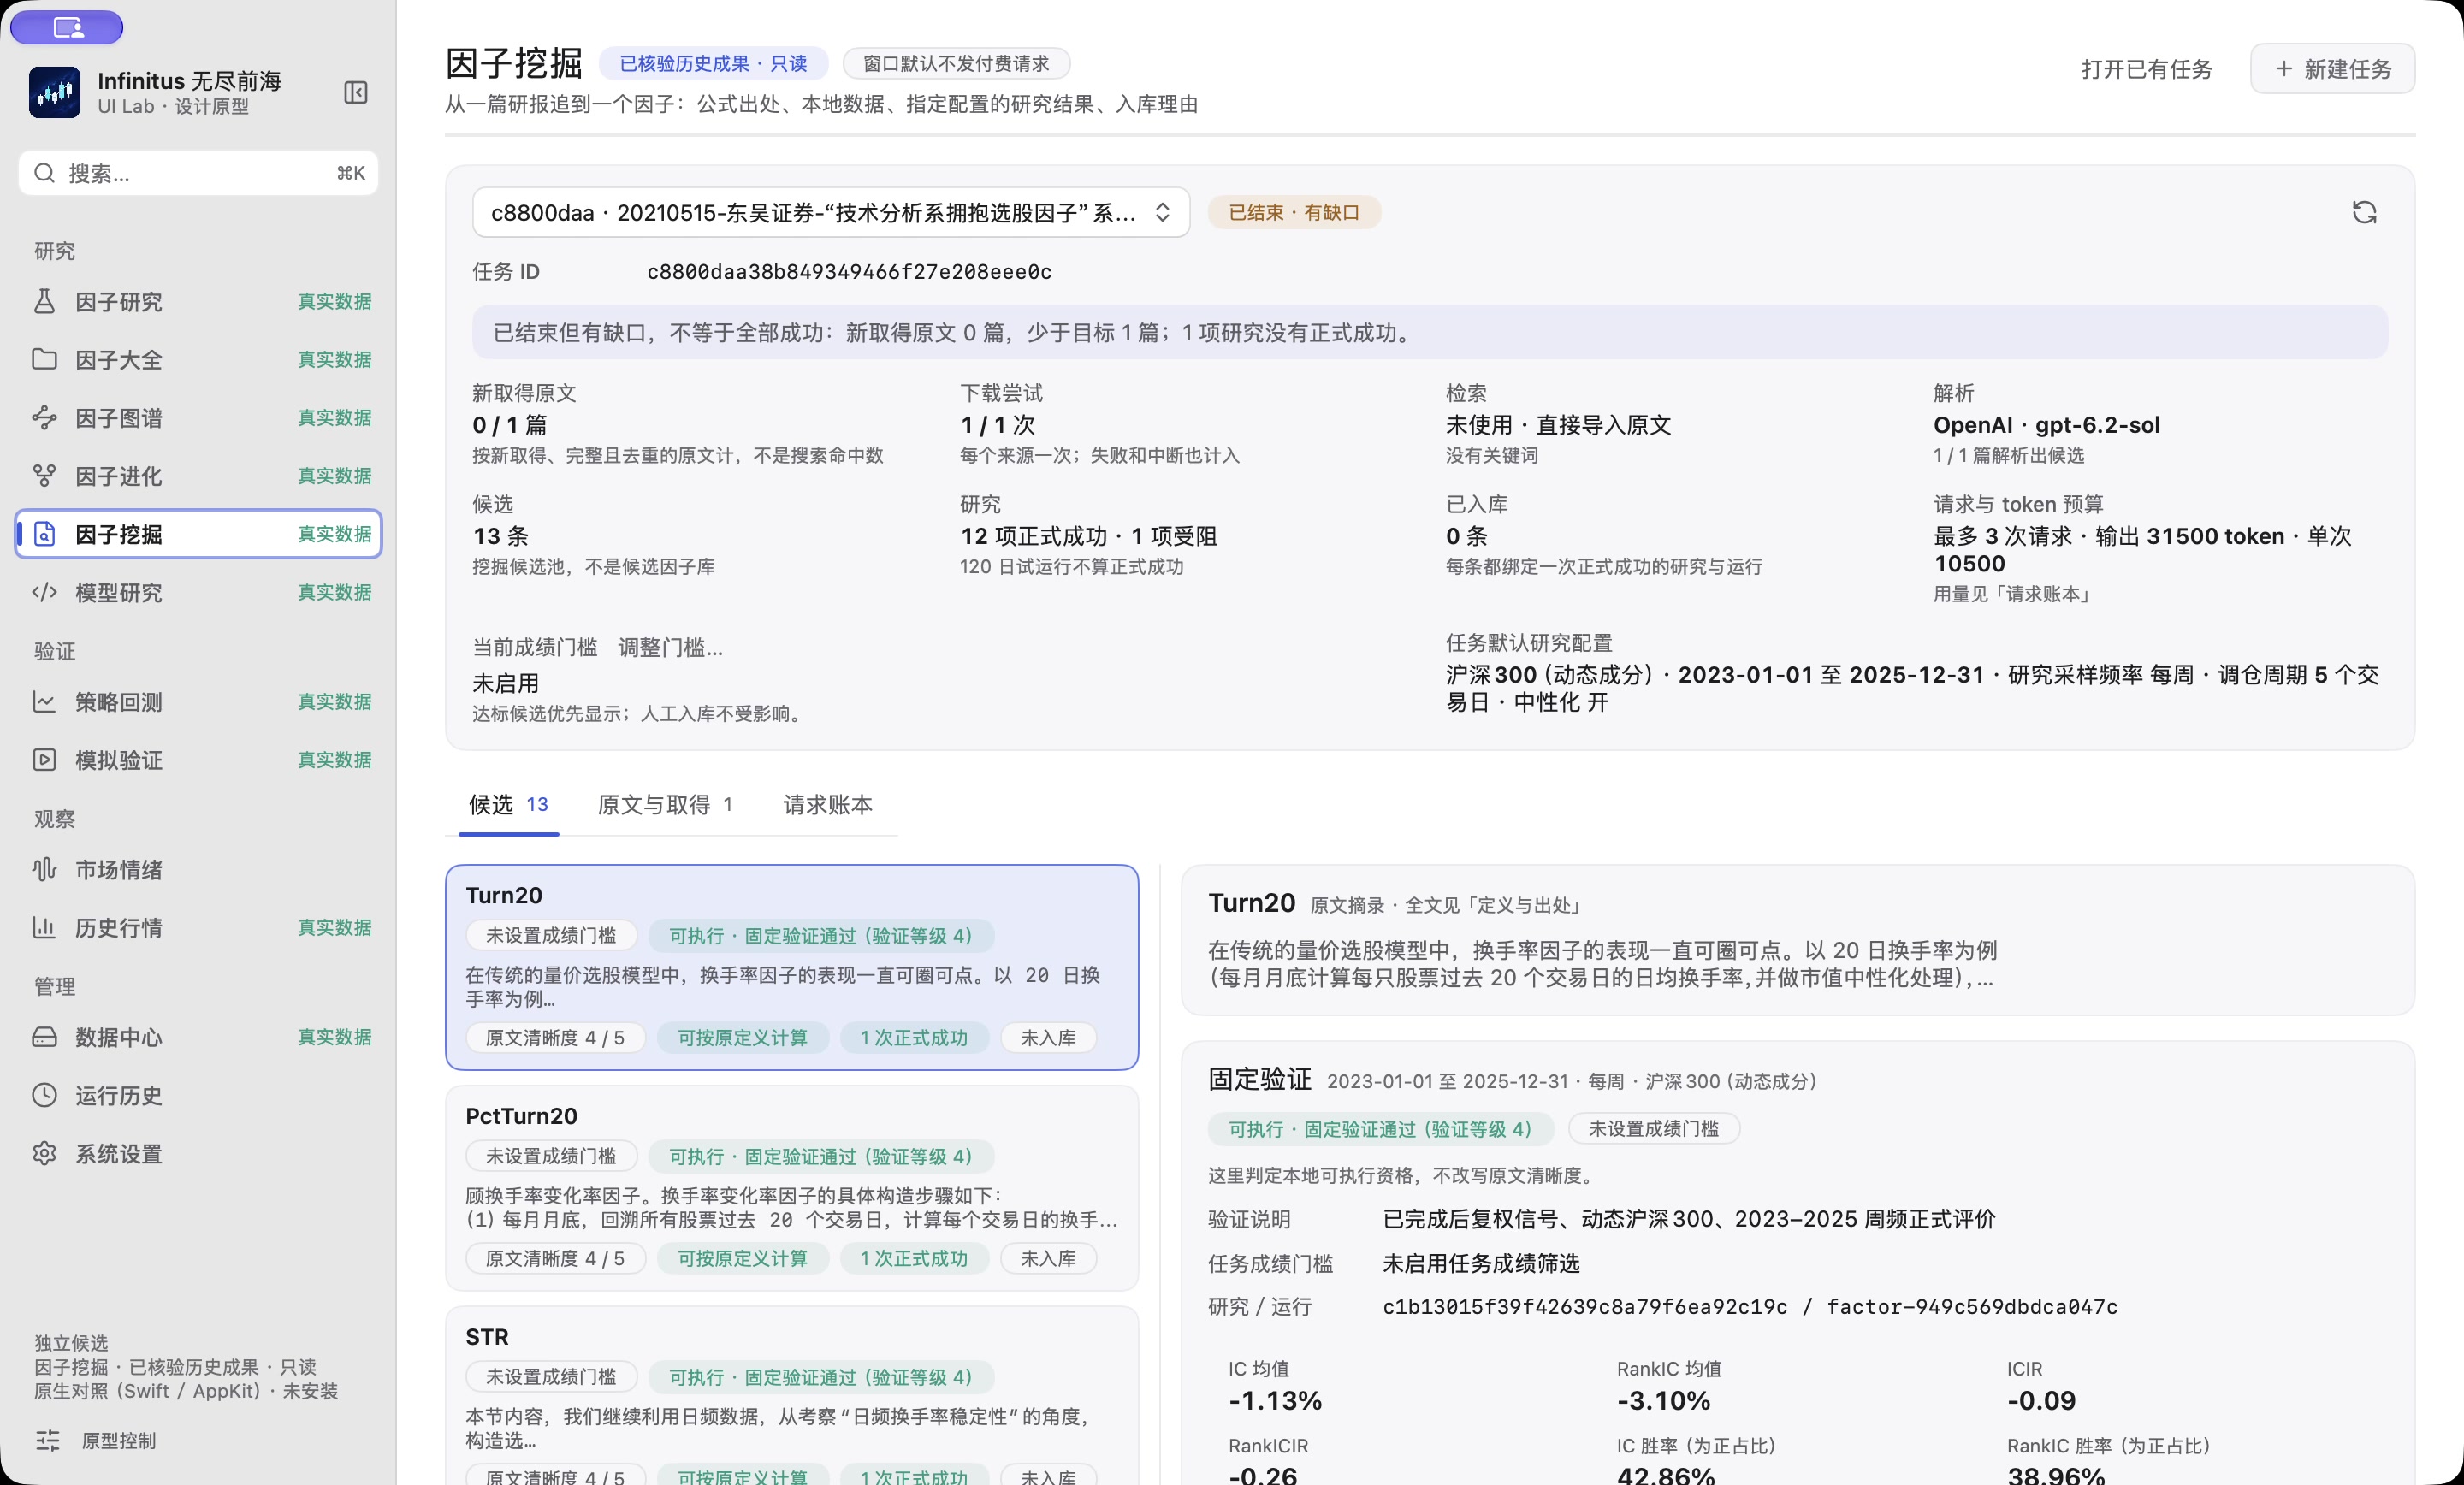 Infinitus 无尽前海
UI Lab · 设计原型
搜索...
⌘K
研究
因子研究 真实数据
因子大全 真实数据
因子图谱 真实数据
因子进化 真实数据
因子挖掘 真实数据
模型研究 真实数据
验证
策略回测 真实数据
模拟验证 真实数据
观察
市场情绪
历史行情 真实数据
管理
数据中心 真实数据
运行历史
系统设置
独立候选
因子挖掘 · 已核验历史成果 · 只读
原生对照（Swift / AppKit）· 未安装
原型控制
因子挖掘 已核验历史成果 · 只读 窗口默认不发付费请求
从一篇研报追到一个因子：公式出处、本地数据、指定配置的研究结果、入库理由
打开已有任务
+ 新建任务
c8800daa · 20210515-东吴证券-“技术分析系拥抱选股因子”系...
已结束 · 有缺口
任务 ID c8800daa38b849349466f27e208eee0c
已结束但有缺口，不等于全部成功：新取得原文 0 篇，少于目标 1 篇；1 项研究没有正式成功。
新取得原文
0 / 1 篇
按新取得、完整且去重的原文计，不是搜索命中数
下载尝试
1 / 1 次
每个来源一次；失败和中断也计入
检索
未使用 · 直接导入原文
没有关键词
解析
OpenAI · gpt-6.2-sol
1 / 1 篇解析出候选
候选
13 条
挖掘候选池，不是候选因子库
研究
12 项正式成功 · 1 项受阻
120 日试运行不算正式成功
已入库
0 条
每条都绑定一次正式成功的研究与运行
请求与 token 预算
最多 3 次请求 · 输出 31500 token · 单次
10500
用量见「请求账本」
当前成绩门槛 调整门槛...
未启用
达标候选优先显示；人工入库不受影响。
任务默认研究配置
沪深300（动态成分）· 2023-01-01 至 2025-12-31 · 研究采样频率 每周 · 调仓周期 5 个交
易日 · 中性化 开
候选 13
原文与取得 1
请求账本
Turn20
未设置成绩门槛 可执行 · 固定验证通过（验证等级 4）
在传统的量价选股模型中，换手率因子的表现一直可圈可点。以 20 日换
手率为例...
原文清晰度 4 / 5 可按原定义计算 1 次正式成功 未入库
PctTurn20
未设置成绩门槛 可执行 · 固定验证通过（验证等级 4）
顾换手率变化率因子。换手率变化率因子的具体构造步骤如下：
(1) 每月月底，回溯所有股票过去 20 个交易日，计算每个交易日的换手...
原文清晰度 4 / 5 可按原定义计算 1 次正式成功 未入库
STR
未设置成绩门槛 可执行 · 固定验证通过（验证等级 4）
本节内容，我们继续利用日频数据，从考察“日频换手率稳定性”的角度，
构造选...
原文清晰度 4 / 5 可按原定义计算 1 次正式成功 未入库
Turn20 原文摘录 · 全文见「定义与出处」
在传统的量价选股模型中，换手率因子的表现一直可圈可点。以 20 日换手率为例
（每月月底计算每只股票过去 20 个交易日的日均换手率，并做市值中性化处理），...
固定验证 2023-01-01 至 2025-12-31 · 每周 · 沪深300（动态成分）
可执行 · 固定验证通过（验证等级 4） 未设置成绩门槛
这里判定本地可执行资格，不改写原文清晰度。
验证说明 已完成后复权信号、动态沪深300、2023–2025 周频正式评价
任务成绩门槛 未启用任务成绩筛选
研究 / 运行 c1b13015f39f42639c8a79f6ea92c19c / factor–949c569dbdca047c
IC 均值
-1.13%
RankIC 均值
-3.10%
ICIR
-0.09
RankICIR
-0.26
IC 胜率（为正占比）
42.86%
RankIC 胜率（为正占比）
38.96%